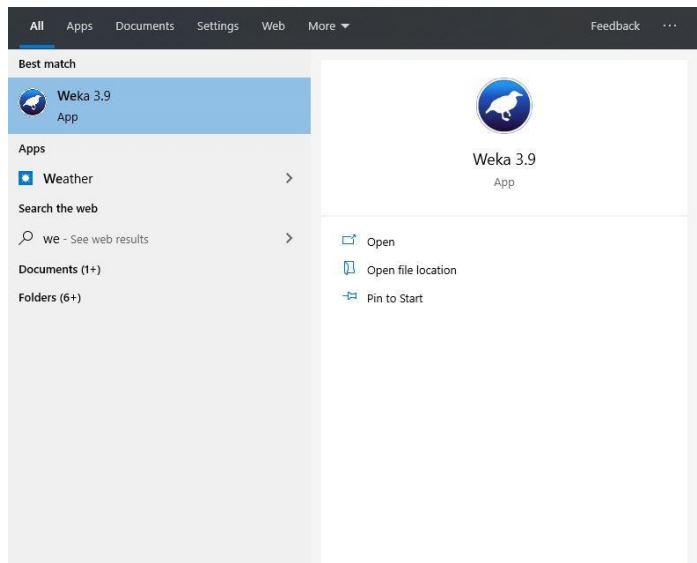 All Apps Documents Settings Web More Feedback ...
Best match
Weka 3.9
App
Apps
Weather
Search the web
we - See web results
Documents (1+)
Folders (6+)
Weka 3.9
App
Open
Open file location
Pin to Start